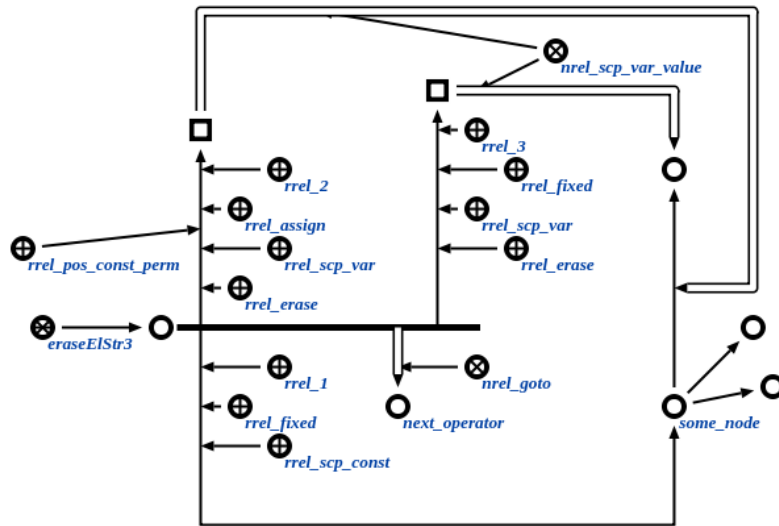 nrel_scp_var_value
rrel_3
rrel_2
rrel_fixed
rrel_assign
rrel_scp_var
rrel_pos_const_perm
rrel_scp_var
rrel_erase
rrel_erase
eraseElStr3
rrel_1
nrel_goto
rrel_fixed
next_operator
some_node
rrel_scp_const